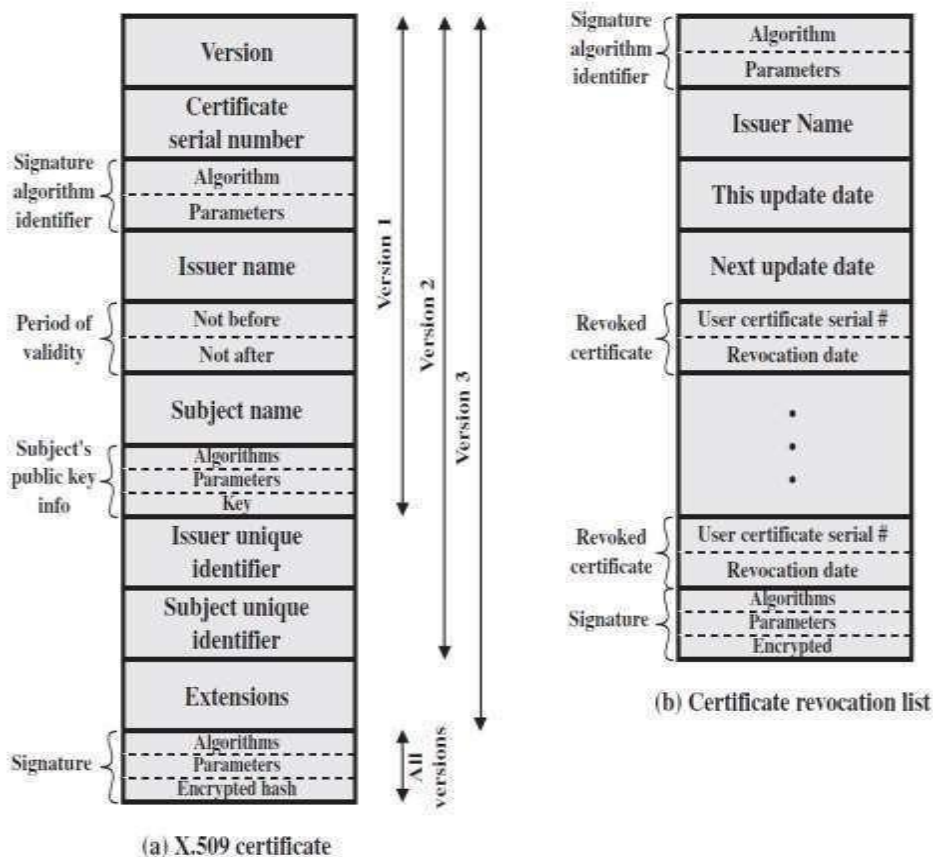 Version
Certificate
serial number
Signature
algorithm
identifier
Algorithm
Parameters
Issuer name
Period of
validity
Not before
Not after
Subject name
Subject's
public key
info
Algorithms
Parameters
Key
Issuer unique
identifier
Subject unique
identifier
Extensions
Signature
Algorithms
Parameters
Encrypted hash
Version 1
Version 2
Version 3
All
versions
(a) X.509 certificate
Signature
algorithm
identifier
Algorithm
Parameters
Issuer Name
This update date
Next update date
Revoked
certificate
User certificate serial #
Revocation date
Revoked
certificate
User certificate serial #
Revocation date
Signature
Algorithms
Parameters
Encrypted
(b) Certificate revocation list